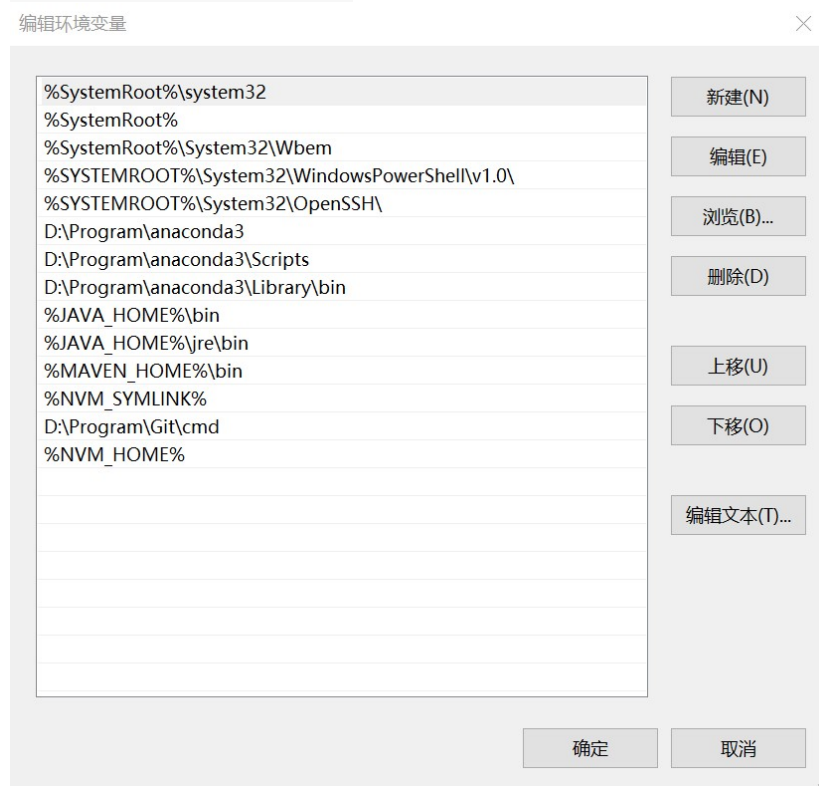 编辑环境变量
%SystemRoot%\system32
%SystemRoot%
%SystemRoot%\System32\Wbem
%SYSTEMROOT%\System32\WindowsPowerShell\v1.0\
%SYSTEMROOT%\System32\OpenSSH\
D:\Program\anaconda3
D:\Program\anaconda3\Scripts
D:\Program\anaconda3\Library\bin
%JAVA_HOME%\bin
%JAVA_HOME%\jre\bin
%MAVEN_HOME%\bin
%NVM_SYMLINK%
D:\Program\Git\cmd
%NVM_HOME%
新建(N)
编辑(E)
浏览(B)...
删除(D)
上移(U)
下移(O)
编辑文本(T)...
确定
取消